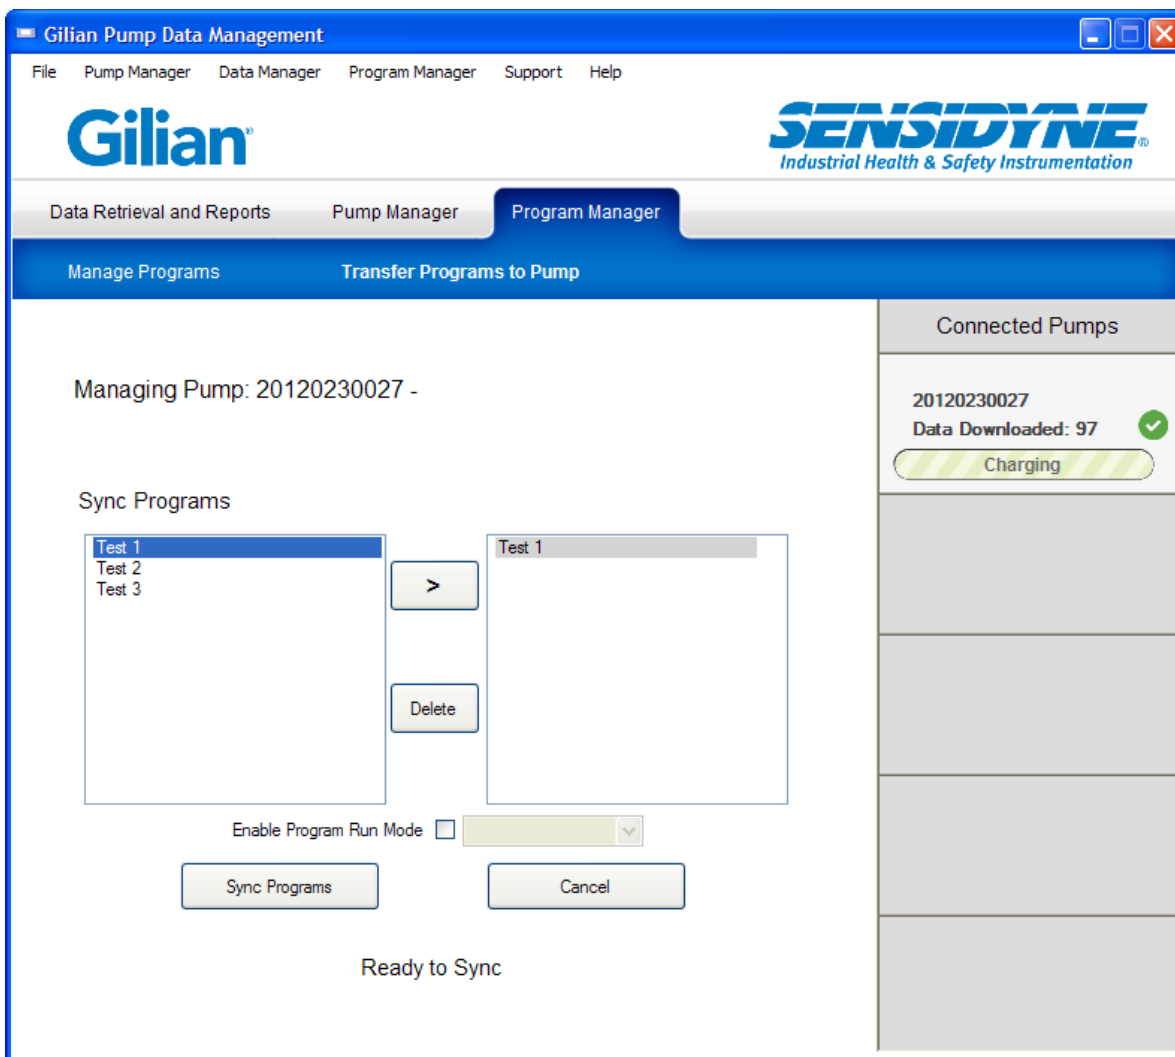 Gilian Pump Data Management
File Pump Manager Data Manager Program Manager Support Help
Gilian®
SENSIDYNE®
Industrial Health & Safety Instrumentation
Data Retrieval and Reports Pump Manager Program Manager
Manage Programs Transfer Programs to Pump
Connected Pumps
Managing Pump: 20120230027 -
20120230027
Data Downloaded: 97
Charging
Sync Programs
Test 1
Test 2
Test 3
>
Delete
Test 1
Enable Program Run Mode
Sync Programs Cancel
Ready to Sync